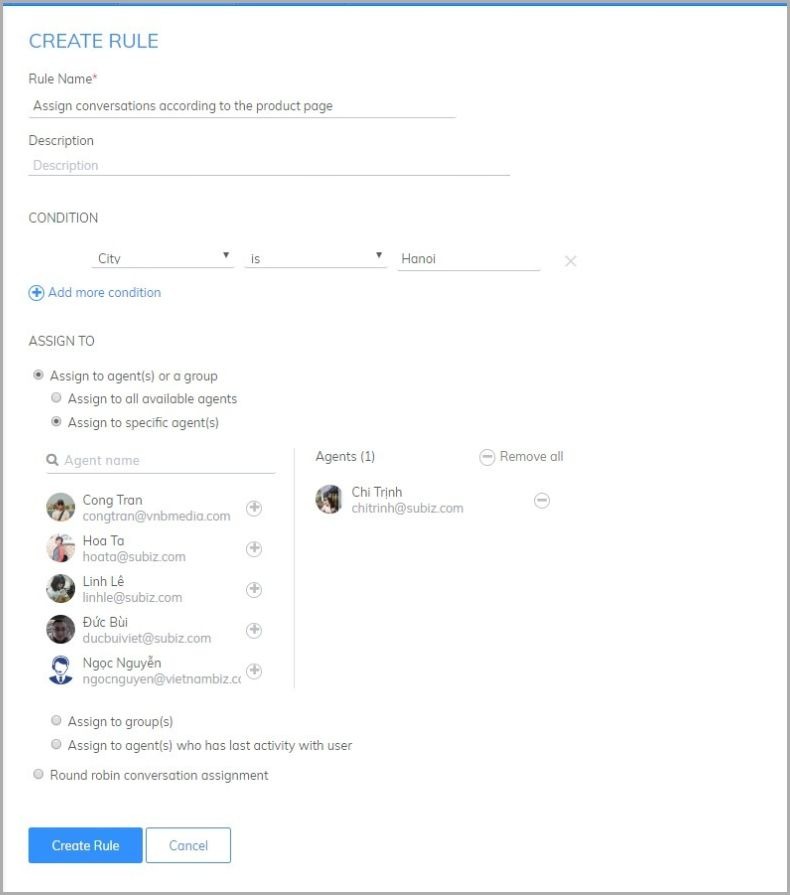 CREATE RULE
Rule Name*
Assign conversations according to the product page
Description
Description
CONDITION
City is Hanoi
Add more condition
ASSIGN TO
Assign to agent(s) or a group
Assign to all available agents
Assign to specific agent(s)
Agent name
Cong Tran
congtran@vnbmedia.com
Hoa Ta
hoata@subiz.com
Linh Lê
linhle@subiz.com
Đức Bùi
ducbuiviet@subiz.com
Ngọc Nguyễn
ngocnguyen@vietnambiz.cc
Agents (1) Remove all
Chi Trịnh
chitrinh@subiz.com
Assign to group(s)
Assign to agent(s) who has last activity with user
Round robin conversation assignment
Create Rule Cancel